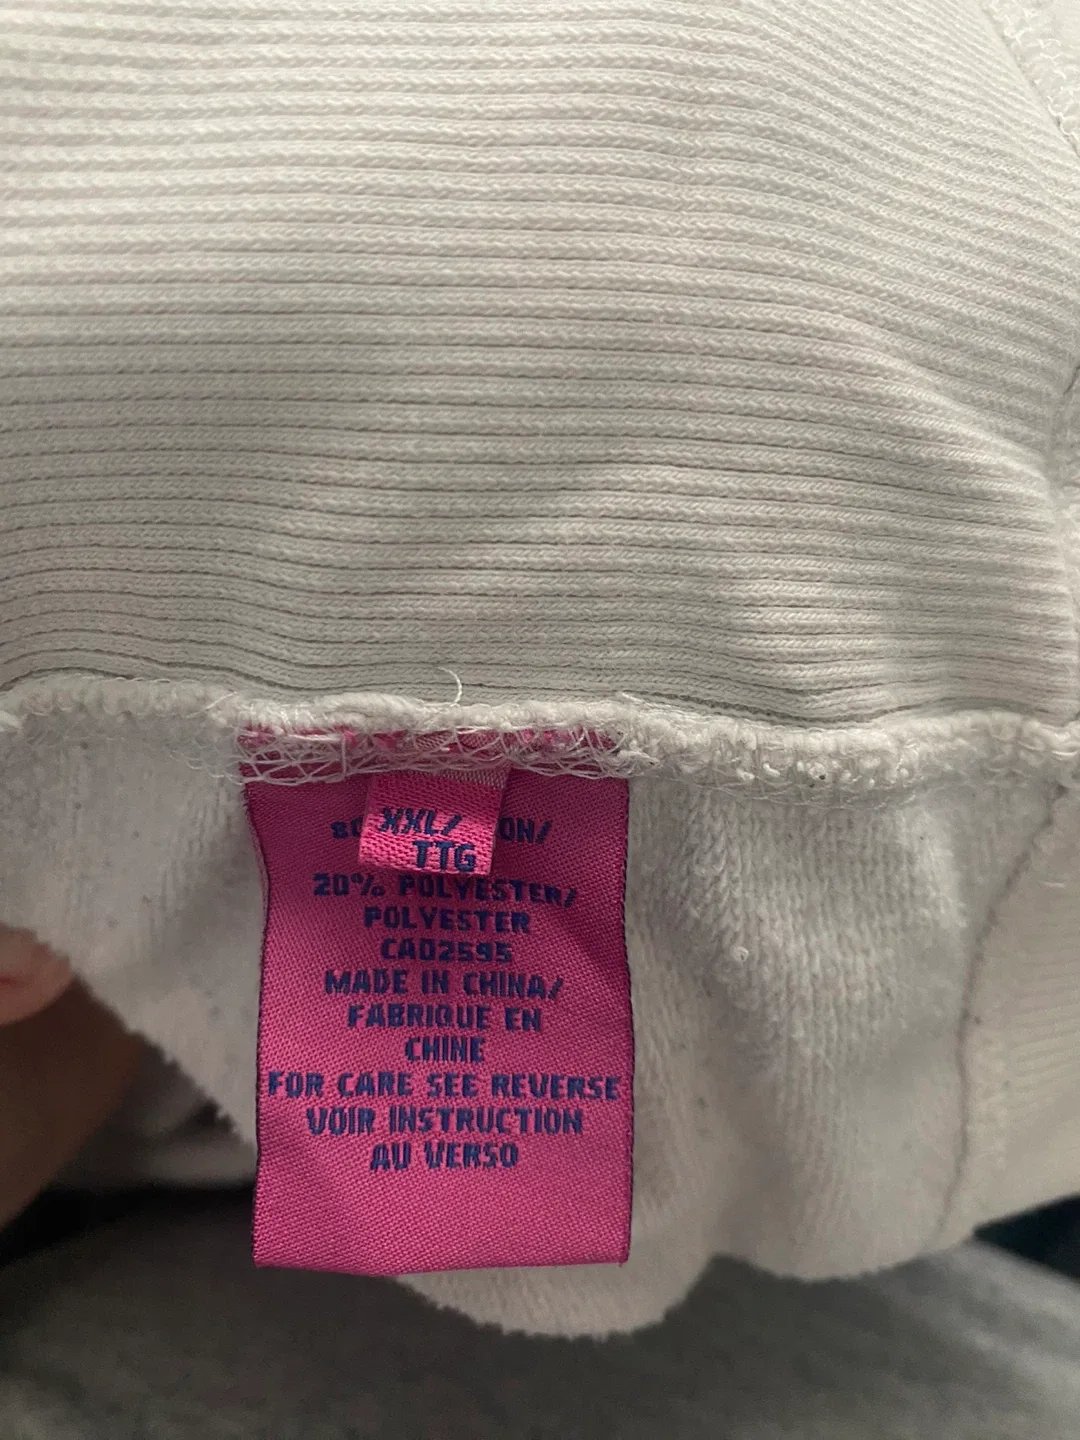 XXL/
TTG
20% POLYESTER/
POLYESTER
CA02595
MADE IN CHINA/
FABRIQUE EN
CHINE
FOR CARE SEE REVERSE
VOIR INSTRUCTION
AU VERSO